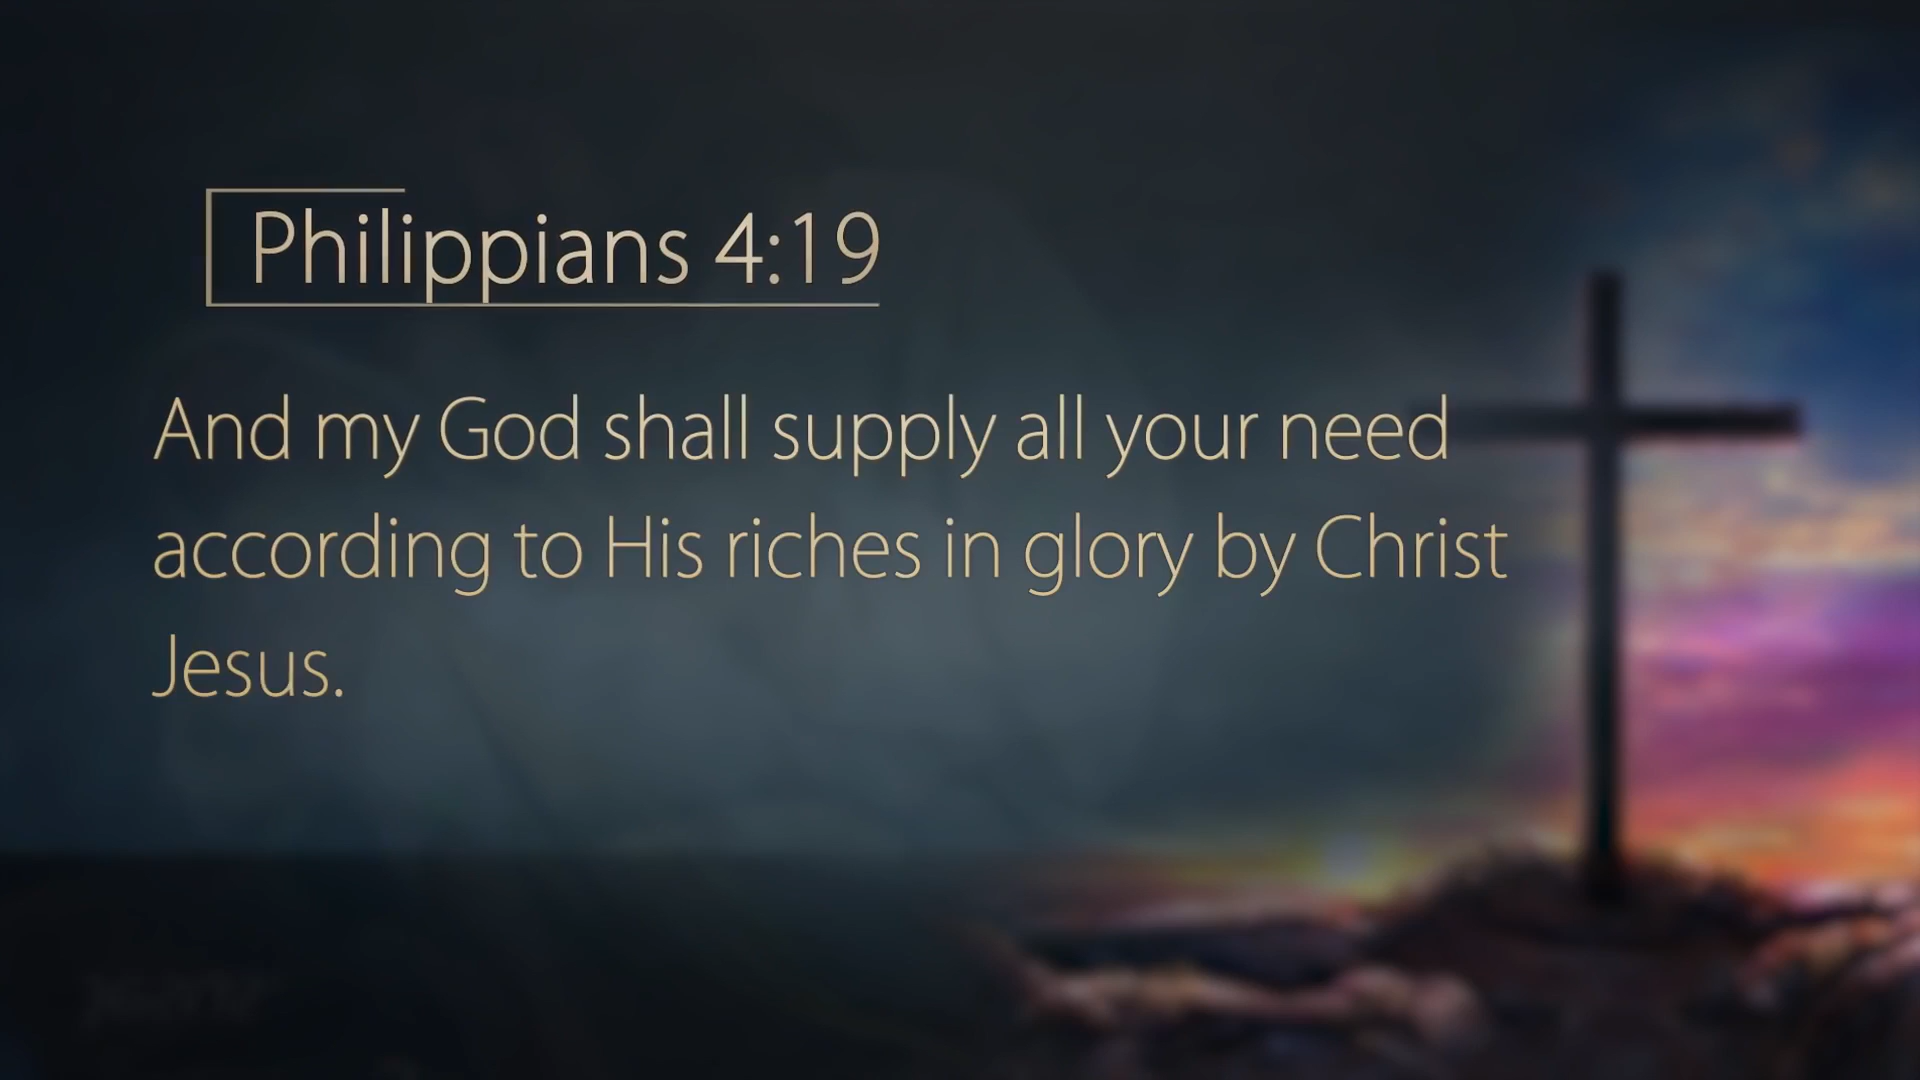 Philippians 4:19
And my God shall supply all your need
according to His riches in glory by Christ
Jesus.